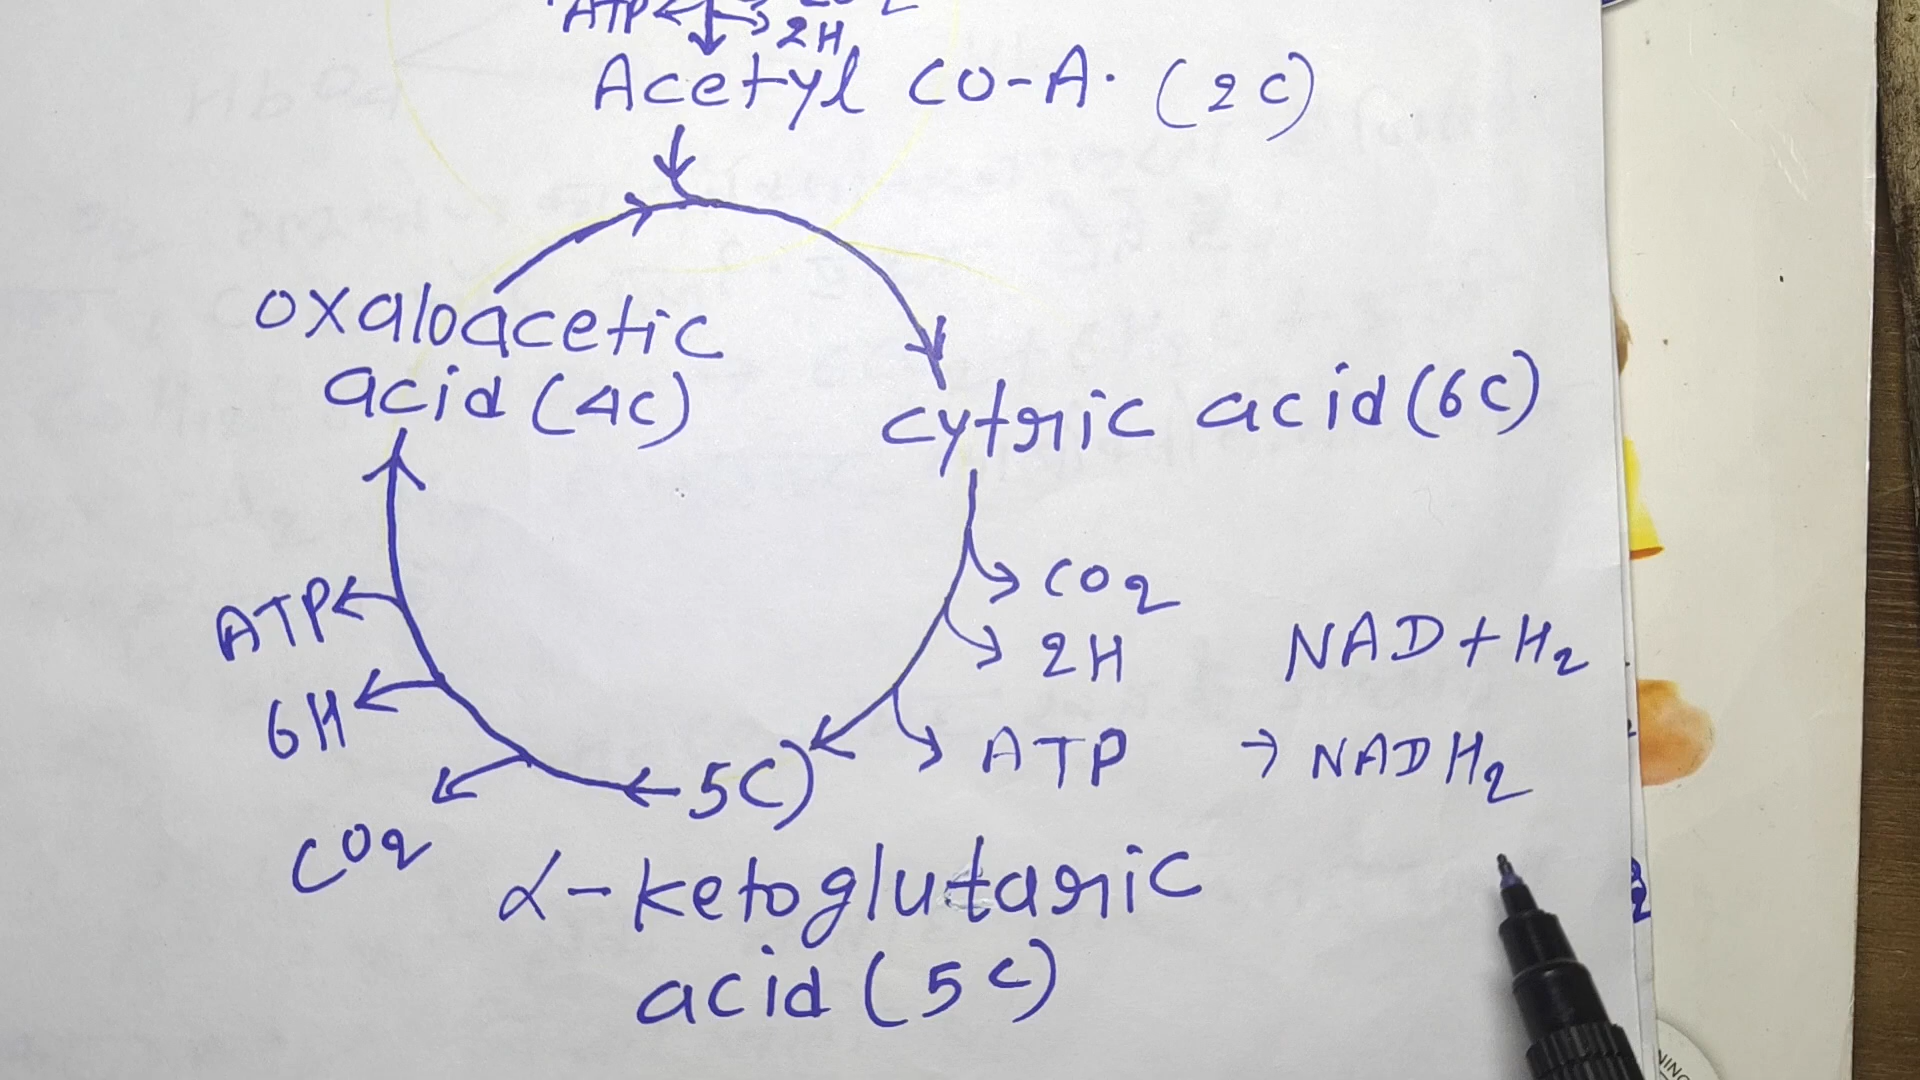 ATP 2H
Acetyl CO-A. (2C)
oxaloacetic
acid (4C)
cytric acid (6C)
CO2
2H
ATP
NAD + H2
→ NADH2
ATP
6H
CO2
5C)
α-ketoglutaric
acid (5C)